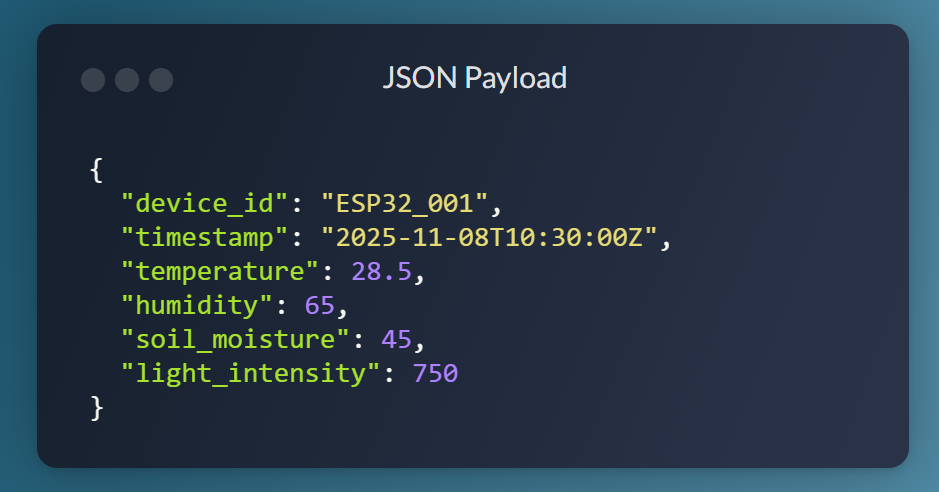 JSON Payload
{
  "device_id": "ESP32_001",
  "timestamp": "2025-11-08T10:30:00Z",
  "temperature": 28.5,
  "humidity": 65,
  "soil_moisture": 45,
  "light_intensity": 750
}